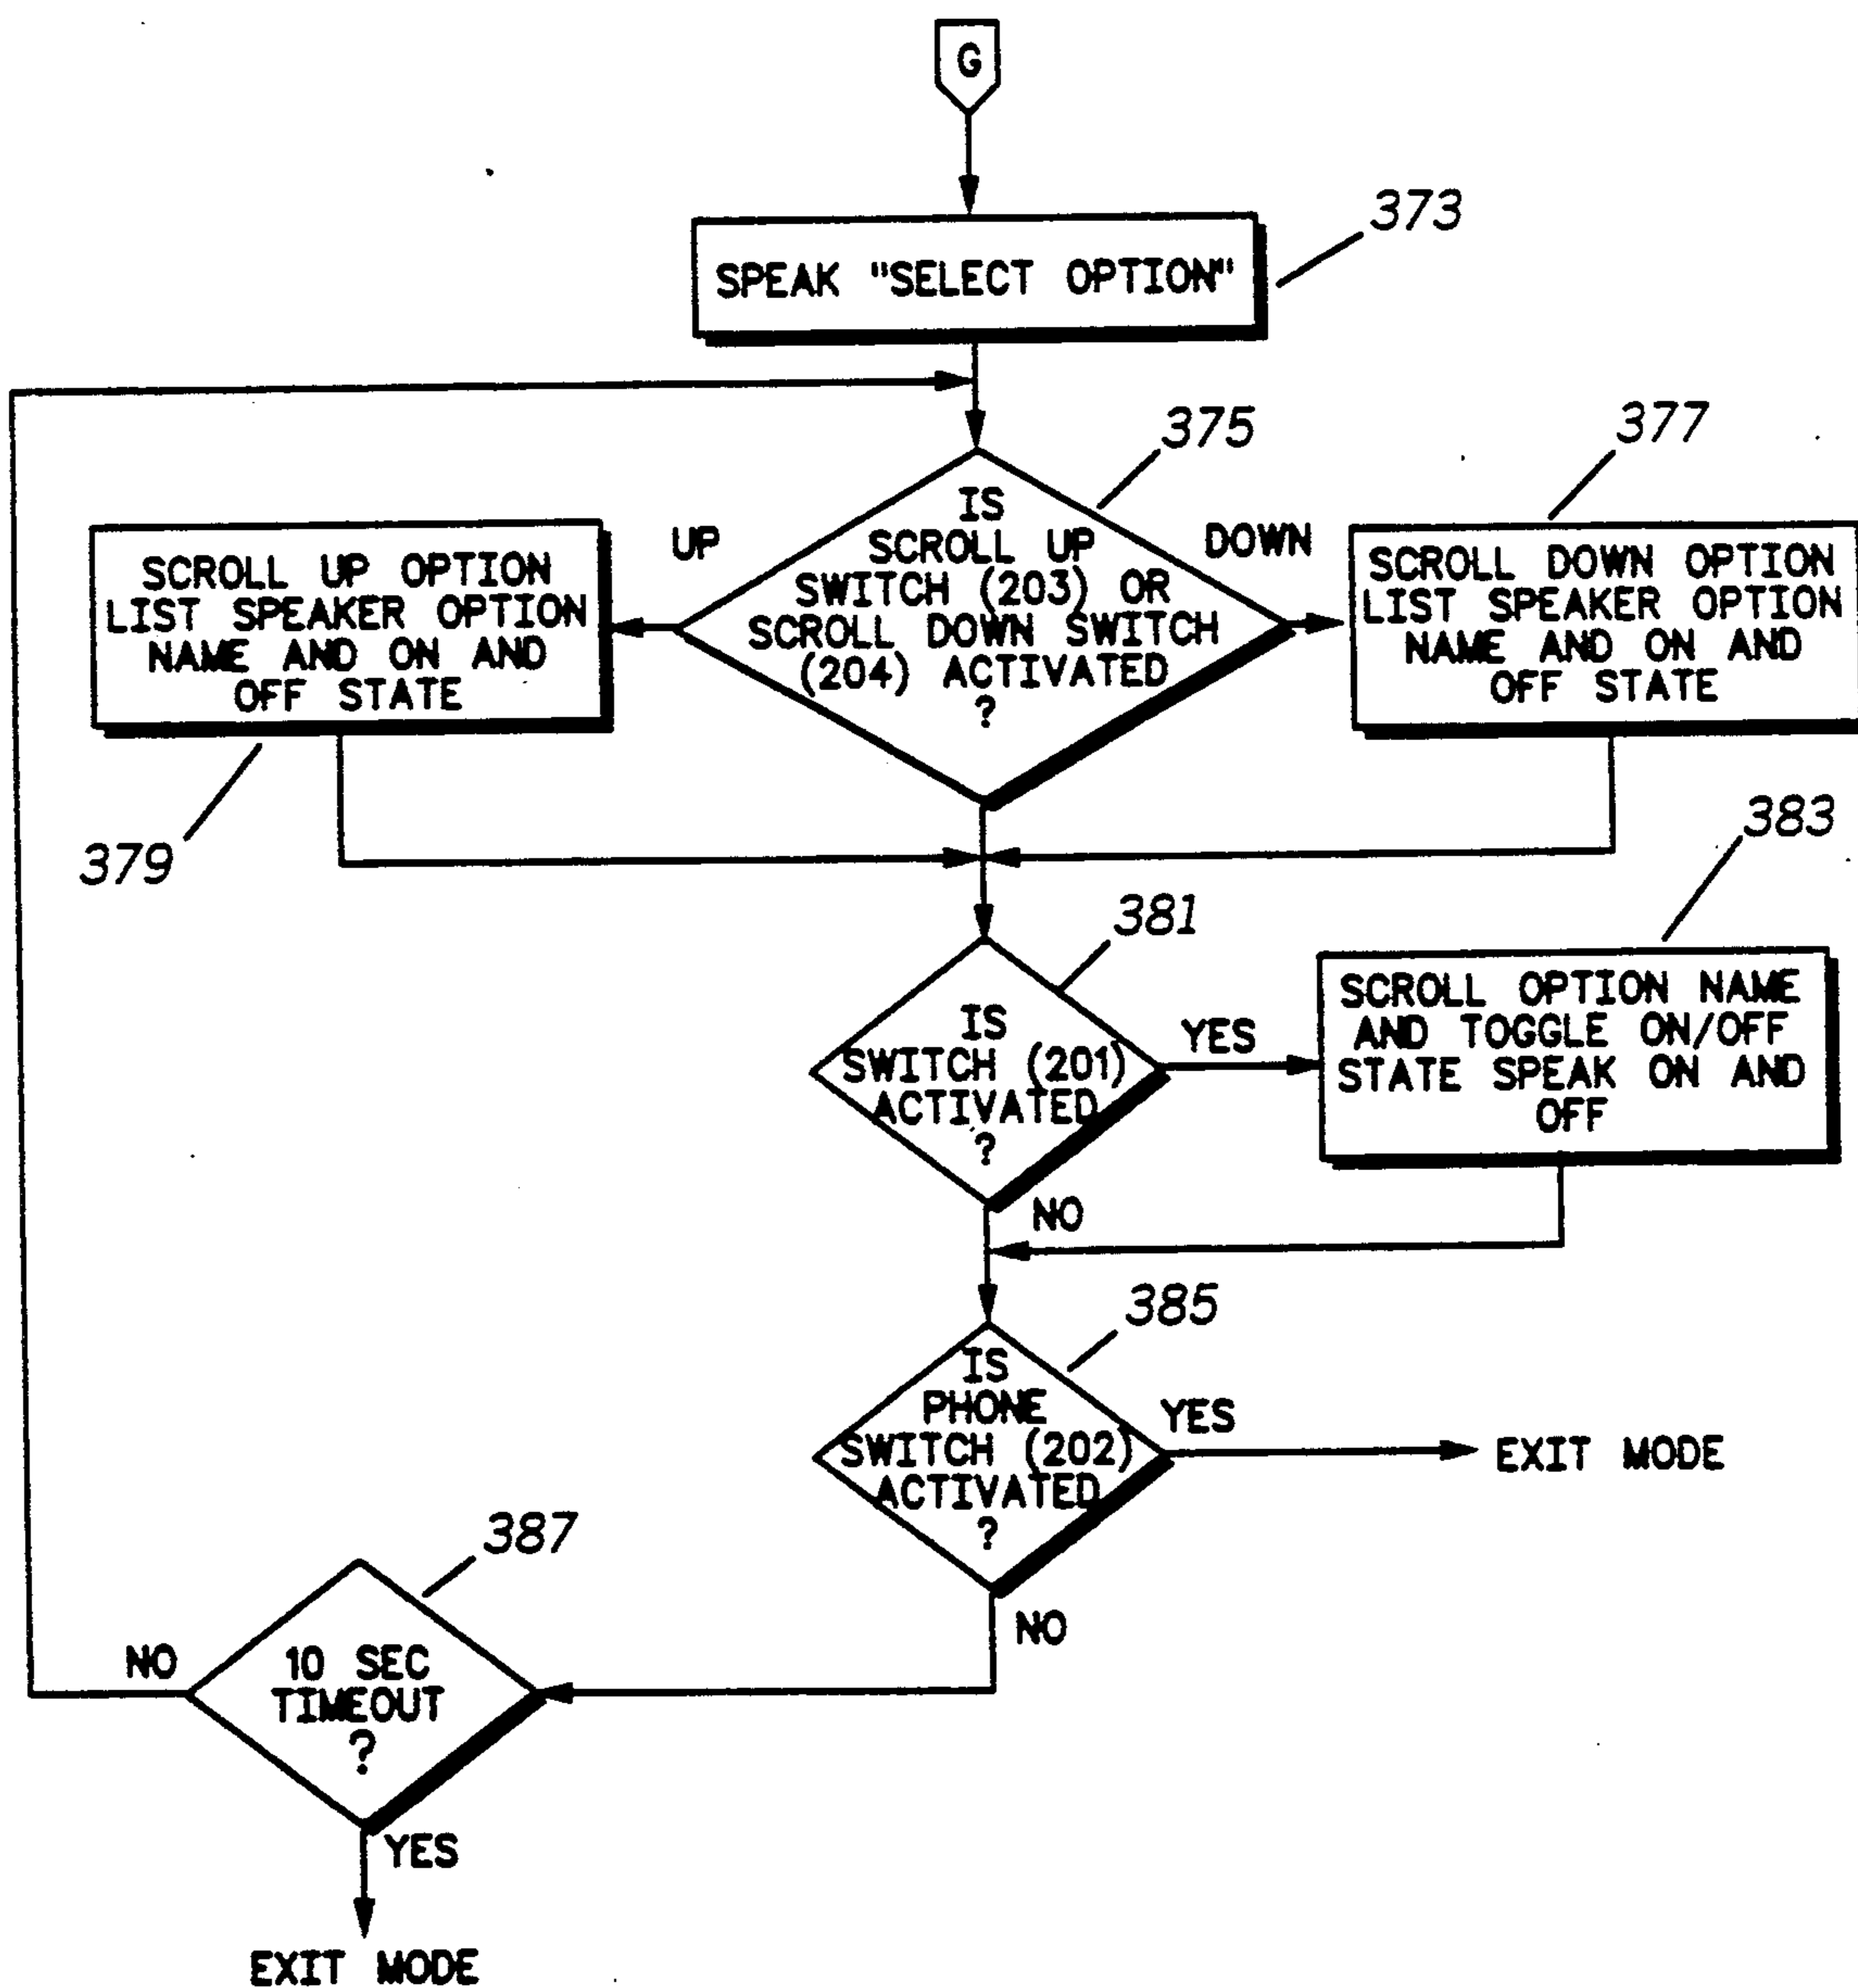 G
373
SPEAK "SELECT OPTION"
375
377
IS
SCROLL UP
SWITCH (203) OR
SCROLL DOWN SWITCH
(204) ACTIVATED
?
UP
DOWN
SCROLL UP OPTION
LIST SPEAKER OPTION
NAME AND ON AND
OFF STATE
SCROLL DOWN OPTION
LIST SPEAKER OPTION
NAME AND ON AND
OFF STATE
379
383
381
IS
SWITCH (201)
ACTIVATED
?
YES
SCROLL OPTION NAME
AND TOGGLE ON/OFF
STATE SPEAK ON AND
OFF
NO
385
IS
PHONE
SWITCH (202)
ACTIVATED
?
YES
EXIT MODE
NO
387
10 SEC
TIMEOUT
?
NO
YES
EXIT MODE